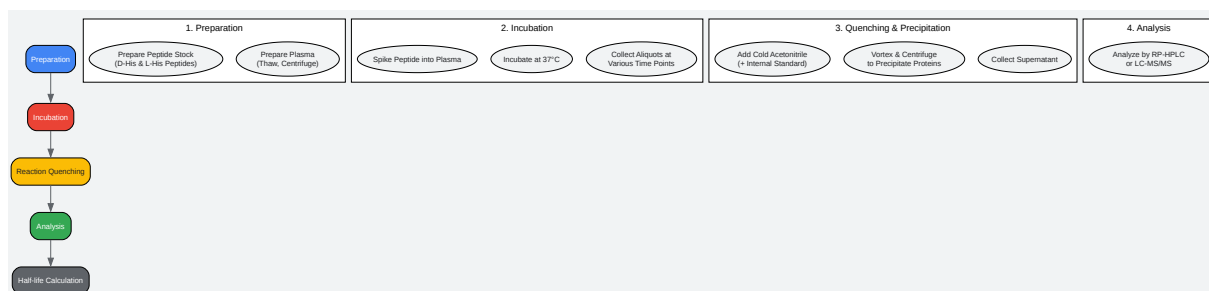 1. Preparation
Prepare Peptide Stock
(D-His & L-His Peptides)
Prepare Plasma
(Thaw, Centrifuge)
2. Incubation
Spike Peptide into Plasma
Incubate at 37°C
Collect Aliquots at
Various Time Points
3. Quenching & Precipitation
Add Cold Acetonitrile
(+ Internal Standard)
Vortex & Centrifuge
to Precipitate Proteins
Collect Supernatant
4. Analysis
Analyze by RP-HPLC
or LC-MS/MS
Preparation
Incubation
Reaction Quenching
Analysis
Half-life Calculation